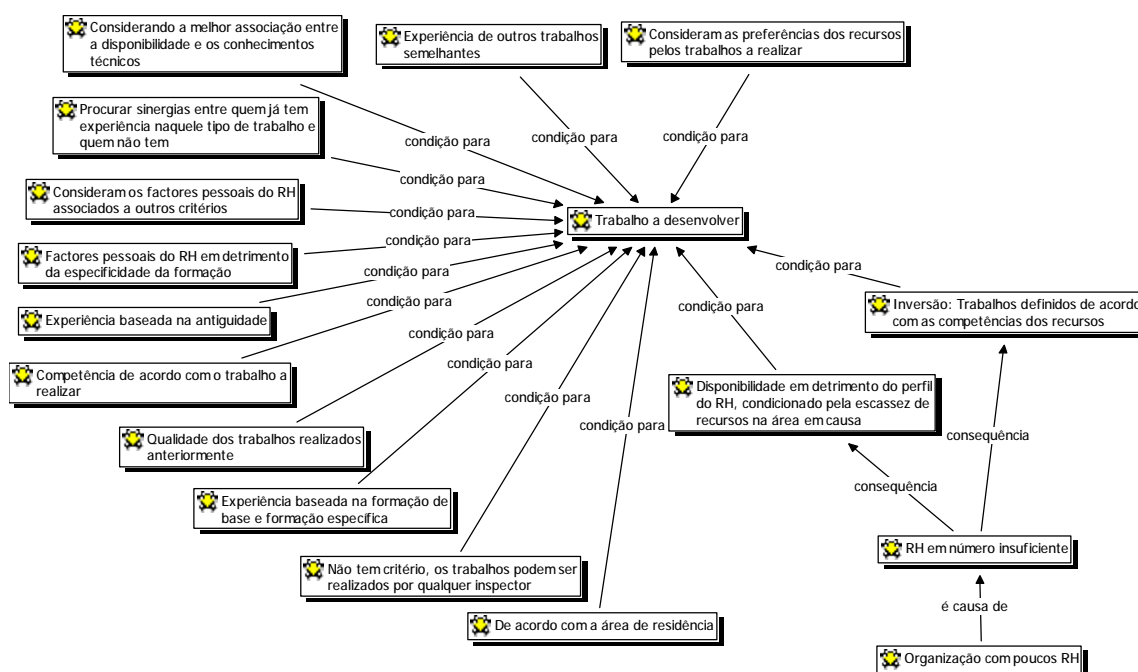 Considerando a melhor associação entre
a disponibilidade e os conhecimentos
técnicos
Experiência de outros trabalhos
semelhantes
Consideram as preferências dos recursos
pelos trabalhos a realizar
Procurar sinergias entre quem já tem
experiência naquele tipo de trabalho e
quem não tem
condição para
condição para
condição para
condição para
Consideram os factores pessoais do RH
associados a outros critérios
condição para
Trabalho a desenvolver
Factores pessoais do RH em detrimento
da especificidade da formação
condição para
condição para
condição para
Experiência baseada na antiguidade
condição para
condição para
Inversão: Trabalhos definidos de acordo
com as competências dos recursos
condição para
Competência de acordo com o trabalho a
realizar
condição para
Disponibilidade em detrimento do perfil
do RH, condicionado pela escassez de
recursos na área em causa
condição para
condição para
Qualidade dos trabalhos realizados
anteriormente
consequência
consequência
Experiência baseada na formação de
base e formação específica
RH em número insuficiente
Não tem critério, os trabalhos podem ser
realizados por qualquer inspector
é causa de
De acordo com a área de residência
Organização com poucos RH